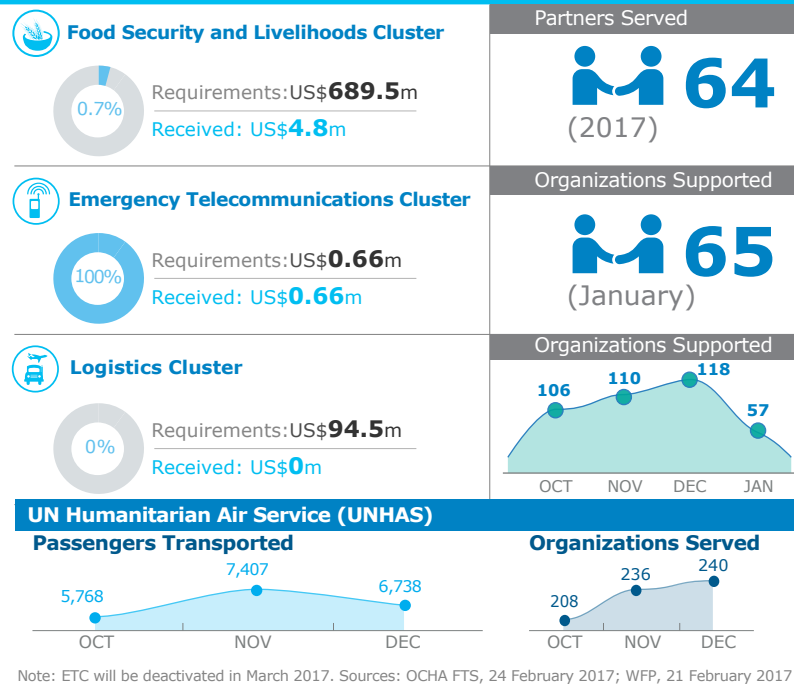 Food Security and Livelihoods Cluster
0.7%
Requirements:US$689.5m
Received: US$4.8m
Partners Served
64
(2017)
Emergency Telecommunications Cluster
100%
Requirements:US$0.66m
Received: US$0.66m
Organizations Supported
65
(January)
Logistics Cluster
0%
Requirements:US$94.5m
Received: US$0m
Organizations Supported
106 110 118 57
OCT NOV DEC JAN
UN Humanitarian Air Service (UNHAS)
Passengers Transported
5,768 7,407 6,738
OCT NOV DEC
Organizations Served
208 236 240
OCT NOV DEC
Note: ETC will be deactivated in March 2017. Sources: OCHA FTS, 24 February 2017; WFP, 21 February 2017